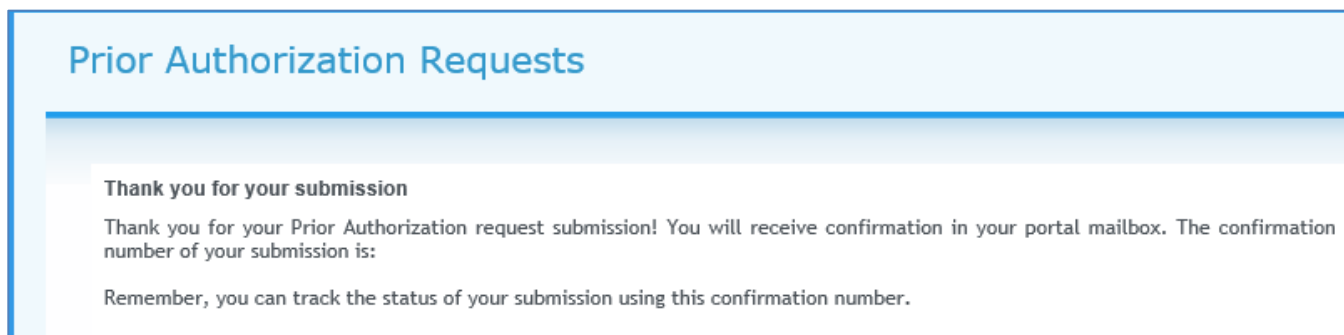 Prior Authorization Requests
Thank you for your submission
Thank you for your Prior Authorization request submission! You will receive confirmation in your portal mailbox. The confirmation
number of your submission is:
Remember, you can track the status of your submission using this confirmation number.